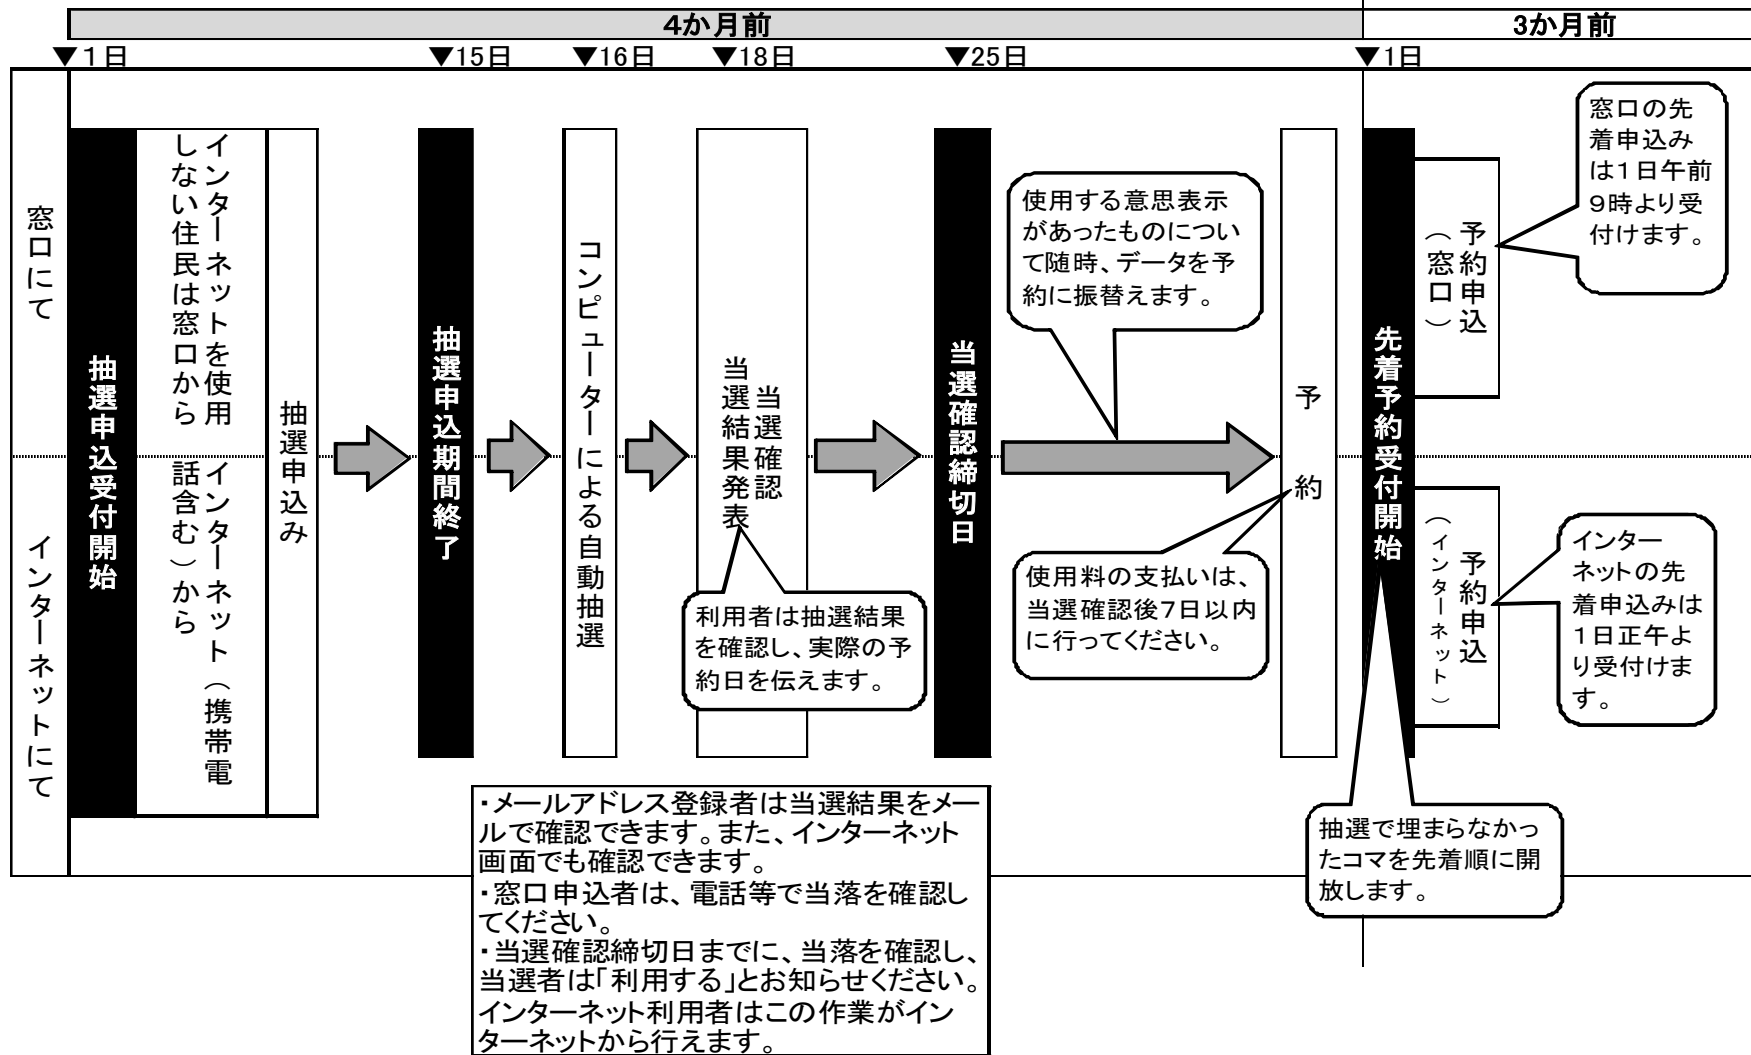 4か月前
3か月前
▼1日
▼15日
▼16日
▼18日
▼25日
▼1日
窓口にて
インターネットにて
抽選申込受付開始
インターネットを使用
しない住民は窓口から
インターネット（携帯電
話含む）から
抽選申込み
抽選申込期間終了
コンピューターによる自動抽選
当選確認
当選結果発表
利用者は抽選結果
を確認し、実際の予
約日を伝えます。
当選確認締切日
使用する意思表示
があったものについ
て随時、データを予
約に振替えます。
使用料の支払いは、
当選確認後7日以内
に行ってください。
予約
先着予約受付開始
予約申込
（窓口）
窓口の先
着申込み
は1日午前
9時より受
付けます。
予約申込
（インターネット）
インター
ネットの先
着申込みは
1日正午よ
り受付けま
す。
抽選で埋まらなかっ
たコマを先着順に開
放します。
・メールアドレス登録者は当選結果をメー
ルで確認できます。また、インターネット
画面でも確認できます。
・窓口申込者は、電話等で当落を確認し
てください。
・当選確認締切日までに、当落を確認し、
当選者は「利用する」とお知らせください。
インターネット利用者はこの作業がイン
ターネットから行えます。